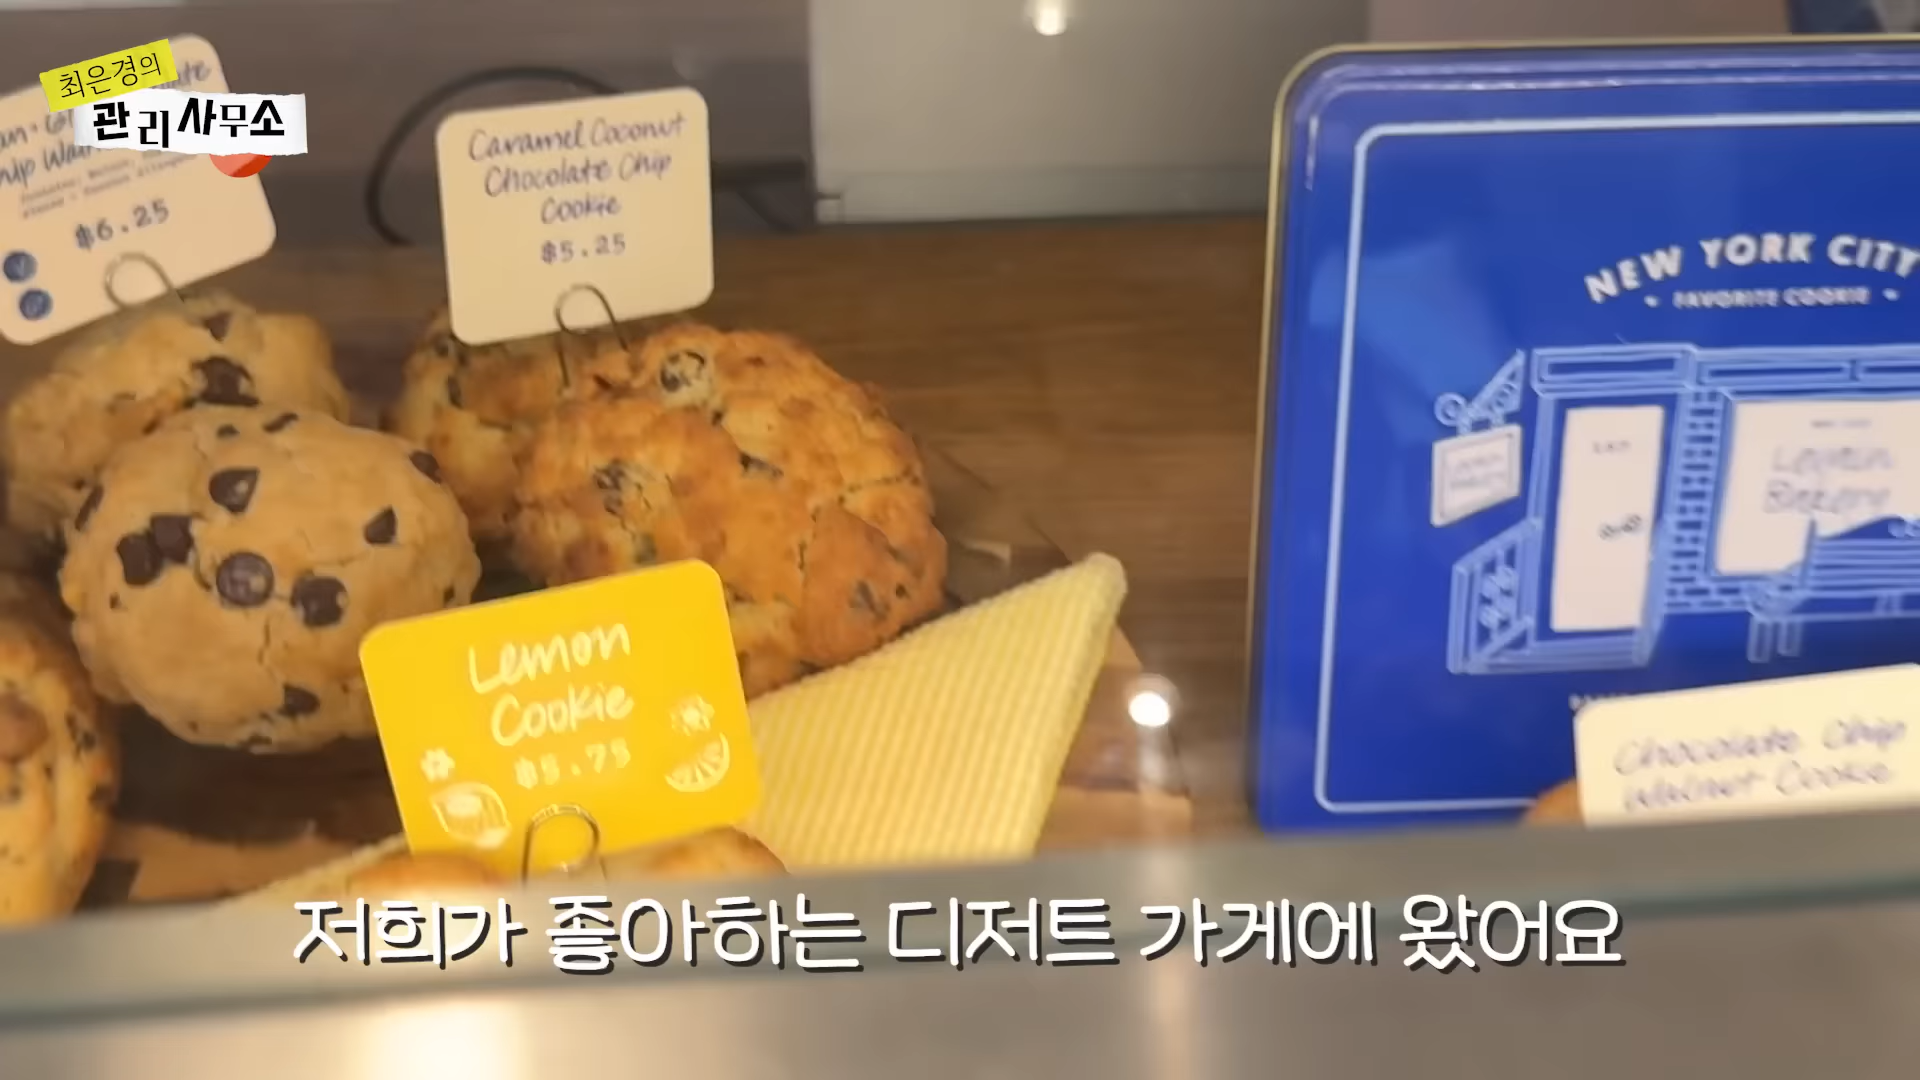 최은경의
관리사무소
$6.25
Caramel Coconut
Chocolate Chip
Cookie
$5.25
Lemon
Cookie
$5.75
NEW YORK CITY
FAVORITE COOKIE
Levain
Bakery
Chocolate Chip
Walnut Cookie
저희가 좋아하는 디저트 가게에 왔어요